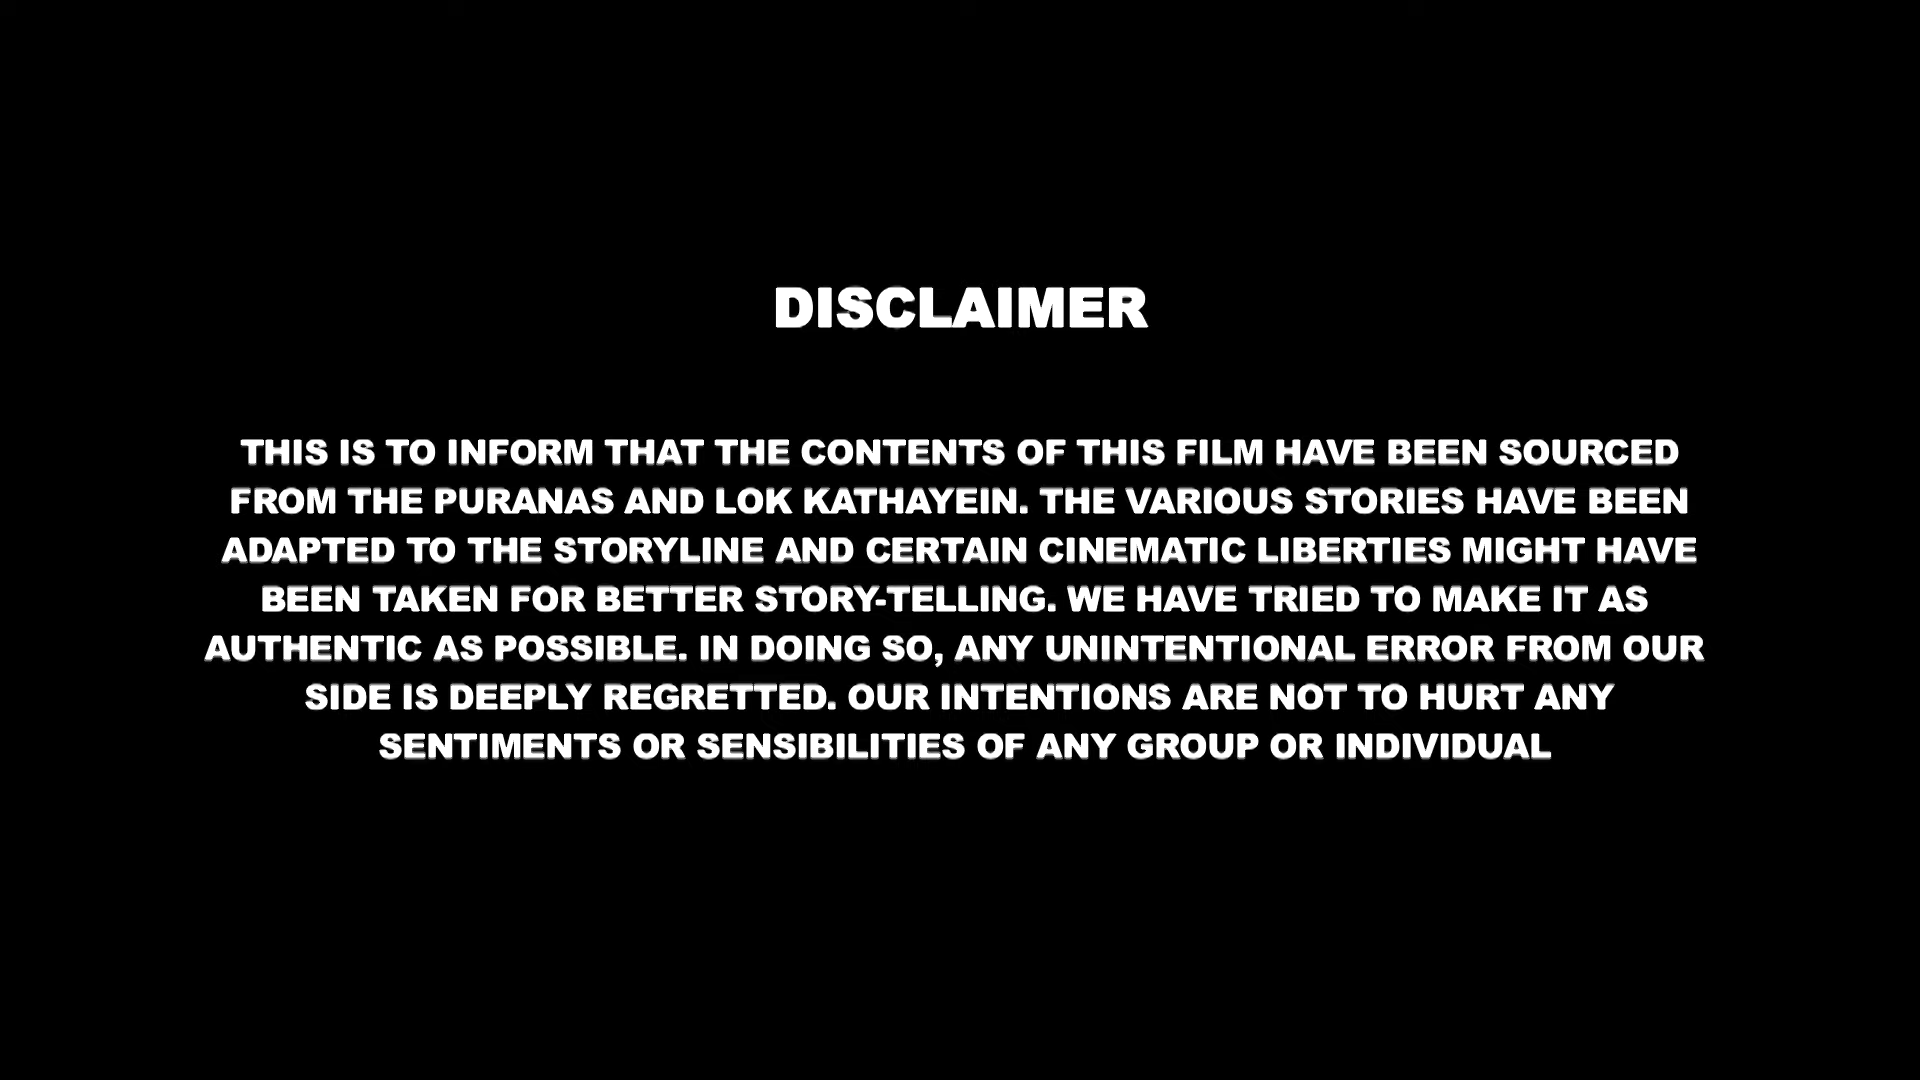 DISCLAIMER
THIS IS TO INFORM THAT THE CONTENTS OF THIS FILM HAVE BEEN SOURCED
FROM THE PURANAS AND LOK KATHAYEIN. THE VARIOUS STORIES HAVE BEEN
ADAPTED TO THE STORYLINE AND CERTAIN CINEMATIC LIBERTIES MIGHT HAVE
BEEN TAKEN FOR BETTER STORY-TELLING. WE HAVE TRIED TO MAKE IT AS
AUTHENTIC AS POSSIBLE. IN DOING SO, ANY UNINTENTIONAL ERROR FROM OUR
SIDE IS DEEPLY REGRETTED. OUR INTENTIONS ARE NOT TO HURT ANY
SENTIMENTS OR SENSIBILITIES OF ANY GROUP OR INDIVIDUAL